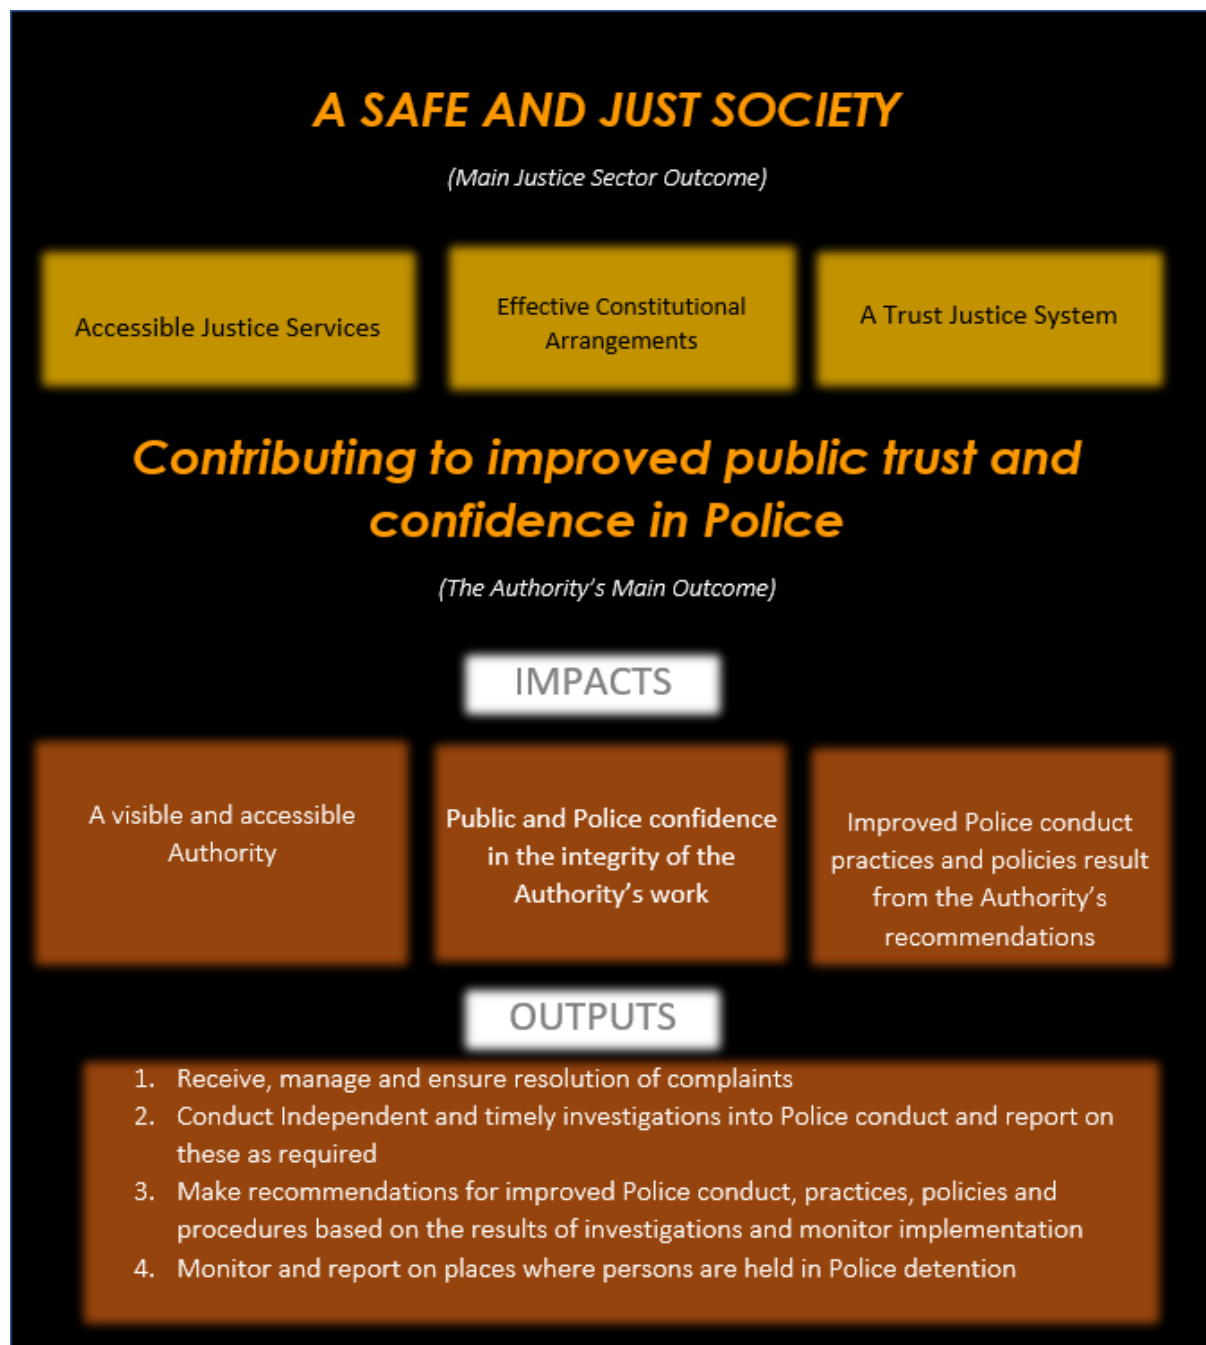 A SAFE AND JUST SOCIETY
(Main Justice Sector Outcome)
Accessible Justice Services
Effective Constitutional
Arrangements
A Trust Justice System
Contributing to improved public trust and
confidence in Police
(The Authority’s Main Outcome)
IMPACTS
A visible and accessible
Authority
Public and Police confidence
in the integrity of the
Authority’s work
Improved Police conduct
practices and policies result
from the Authority’s
recommendations
OUTPUTS
1. Receive, manage and ensure resolution of complaints
2. Conduct Independent and timely investigations into Police conduct and report on
these as required
3. Make recommendations for improved Police conduct, practices, policies and
procedures based on the results of investigations and monitor implementation
4. Monitor and report on places where persons are held in Police detention